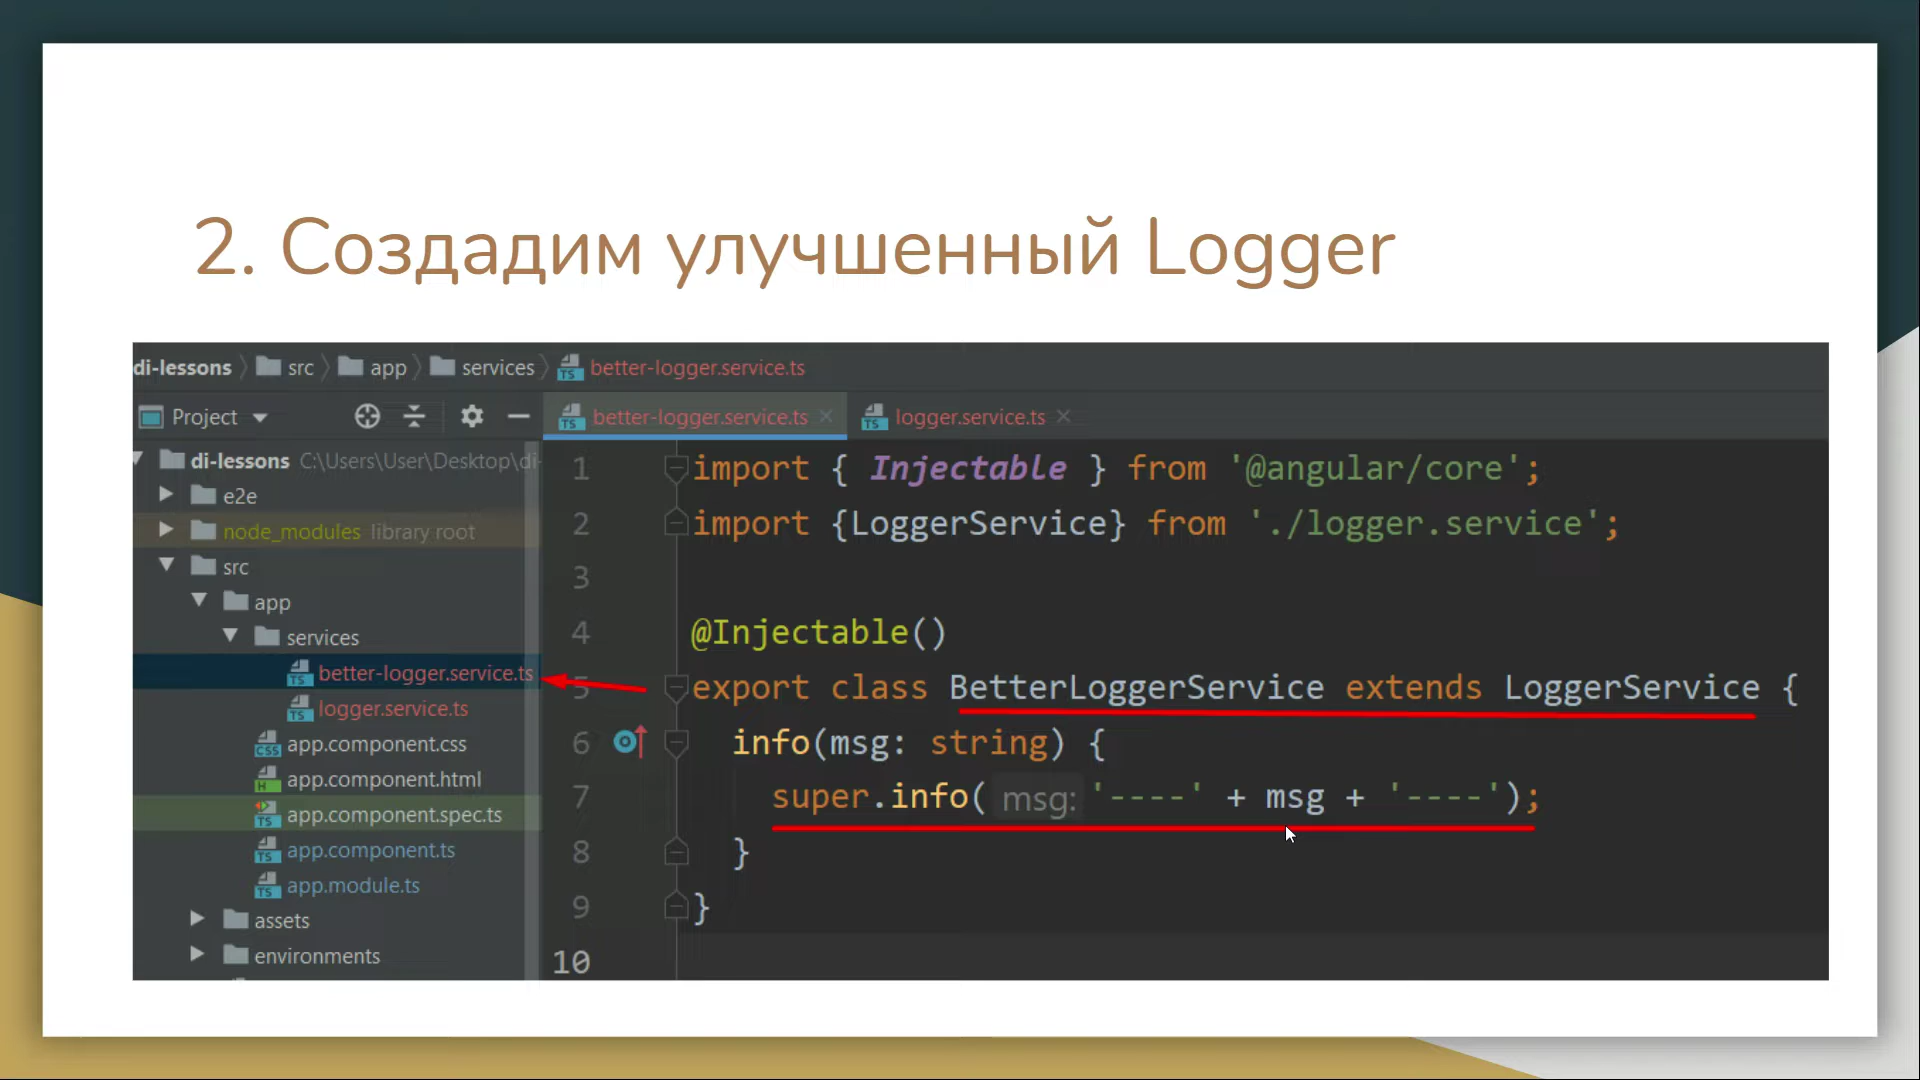 2. Создадим улучшенный Logger
di-lessons src app services better-logger.service.ts
Project
better-logger.service.ts logger.service.ts
di-lessons C:\Users\User\Desktop\di-
e2e
node_modules library root
src
app
services
better-logger.service.ts
logger.service.ts
app.component.css
app.component.html
app.component.spec.ts
app.component.ts
app.module.ts
assets
environments
1 import { Injectable } from '@angular/core';
2 import {LoggerService} from './logger.service';
3
4 @Injectable()
5 export class BetterLoggerService extends LoggerService {
6 info(msg: string) {
7 super.info( msg: '----' + msg + '----');
8 }
9 }
10